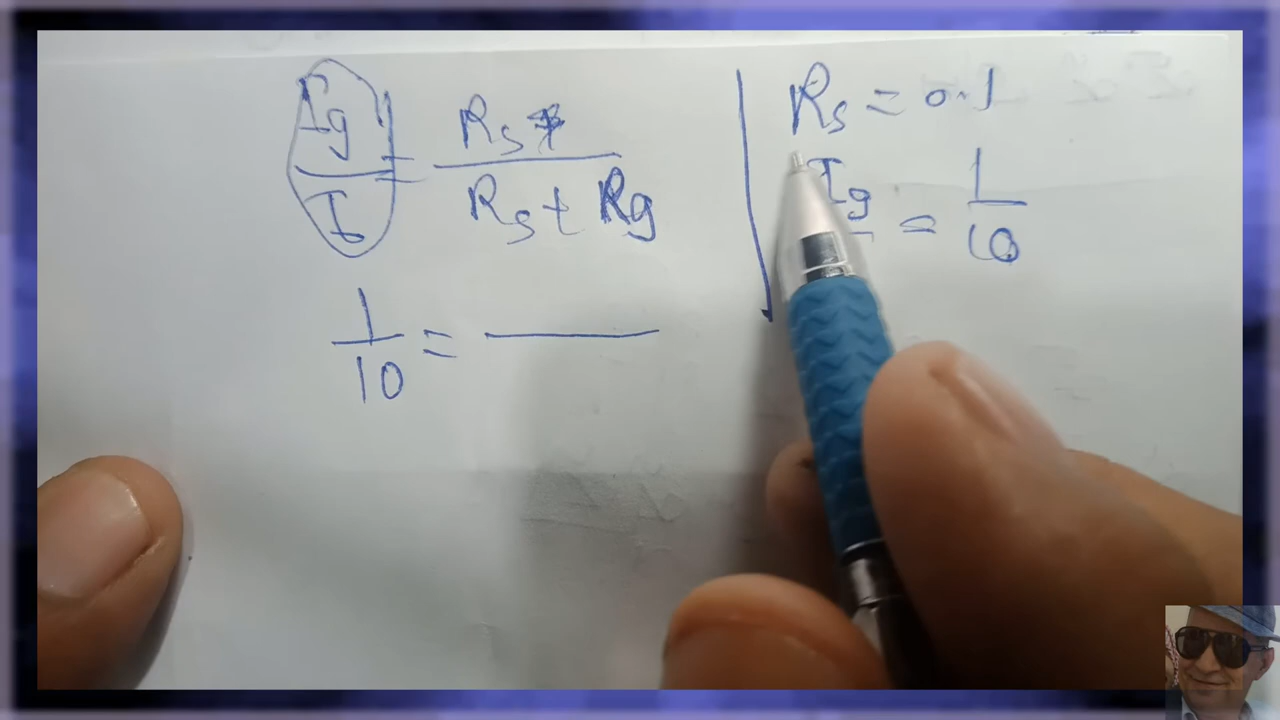 Ig/I = Rs/(Rs + Rg)
1/10 =
Rs = 0.1
Ig = 1/10